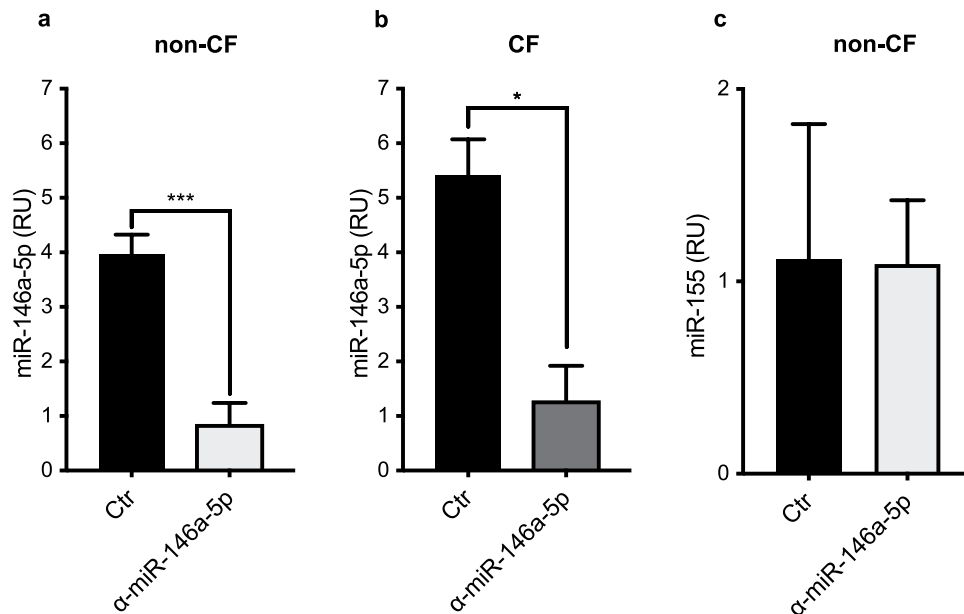 a
non-CF
miR-146a-5p (RU)
7
6
5
4
3
2
1
0
***
Ctr
α-miR-146a-5p
b
CF
miR-146a-5p (RU)
7
6
5
4
3
2
1
0
*
Ctr
α-miR-146a-5p
c
non-CF
miR-155 (RU)
2
1
0
Ctr
α-miR-146a-5p